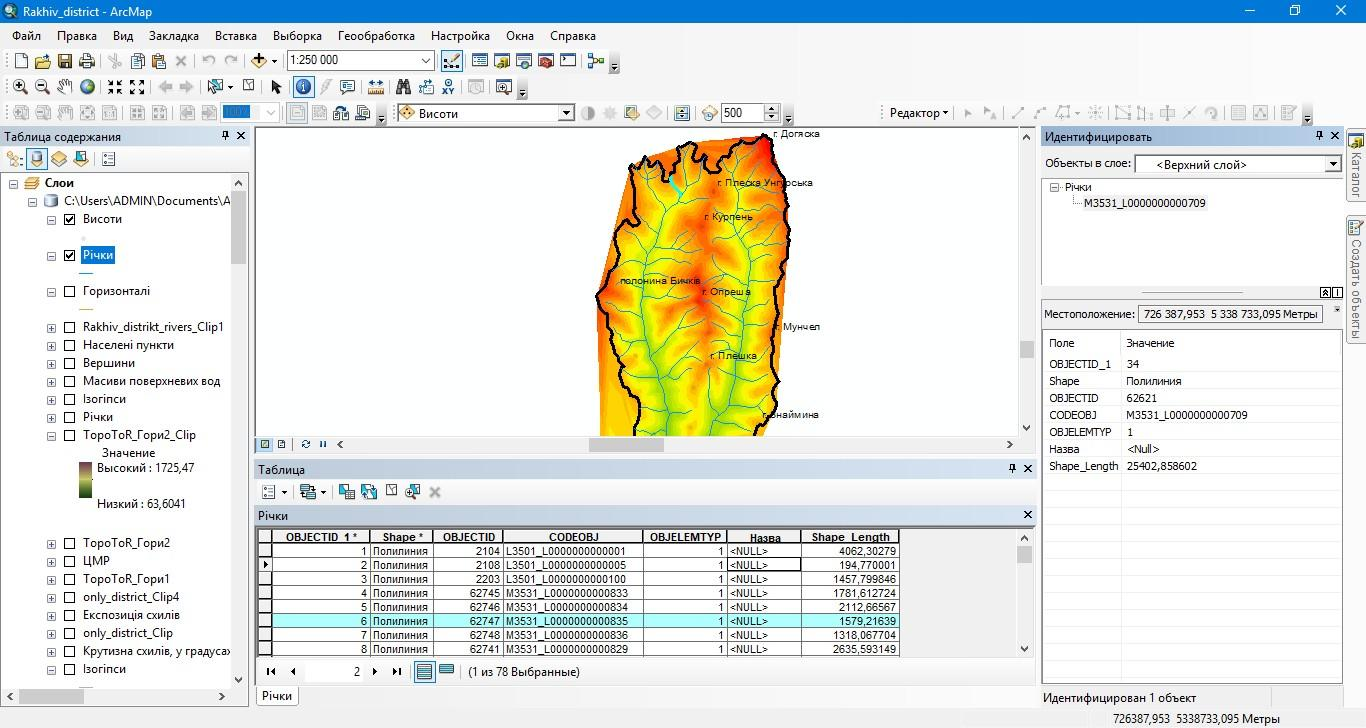 Rakhiv_district - ArcMap
Файл Правка Вид Закладка Вставка Выборка Геообработка Настройка Окна Справка
1:250 000
100%
Висоти
500
Редактор
Таблица содержания
Слои
C:\Users\ADMIN\Documents\A
Висоти
Річки
Горизонталі
Rakhiv_distrikt_rivers_Clip1
Населені пункти
Вершини
Масиви поверхневих вод
Ізогіпси
Річки
TopoToR_Гори2_Clip
Значение
Высокий : 1725,47
Низкий : 63,6041
TopoToR_Гори2
ЦМР
TopoToR_Гори1
only_district_Clip4
Експозиція схилів
only_district_Clip
Крутизна схилів, у градусах
Ізогіпси
г. Догяска
г. Плеска Унгурська
г. Курпень
полонина Бичків
г. Опреша
г. Мунчел
г. Плешка
г. Знаймина
Таблица
Річки
OBJECTID_1 * Shape * OBJECTID CODEOBJ OBJELEMTYP Назва Shape_Length
1 Полилиния 2104 L3501_L0000000000001 1 <NULL> 4062,30279
2 Полилиния 2108 L3501_L0000000000005 1 <NULL> 194,770001
3 Полилиния 2203 L3501_L0000000000100 1 <NULL> 1457,799846
4 Полилиния 62745 M3531_L0000000000833 1 <NULL> 1781,612724
5 Полилиния 62746 M3531_L0000000000834 1 <NULL> 2112,66567
6 Полилиния 62747 M3531_L0000000000835 1 <NULL> 1579,21639
7 Полилиния 62748 M3531_L0000000000836 1 <NULL> 1318,067704
8 Полилиния 62741 M3531_L0000000000829 1 <NULL> 2635,593149
2 (1 из 78 Выбранные)
Річки
Идентифицировать
Объекты в слое: <Верхний слой>
Річки
M3531_L0000000000709
Местоположение: 726 387,953 5 338 733,095 Метры
Поле Значение
OBJECTID_1 34
Shape Полилиния
OBJECTID 62621
CODEOBJ M3531_L0000000000709
OBJELEMTYP 1
Назва <Null>
Shape_Length 25402,858602
Идентифицирован 1 объект
Каталог
Создать объекты
726387,953 5338733,095 Метры